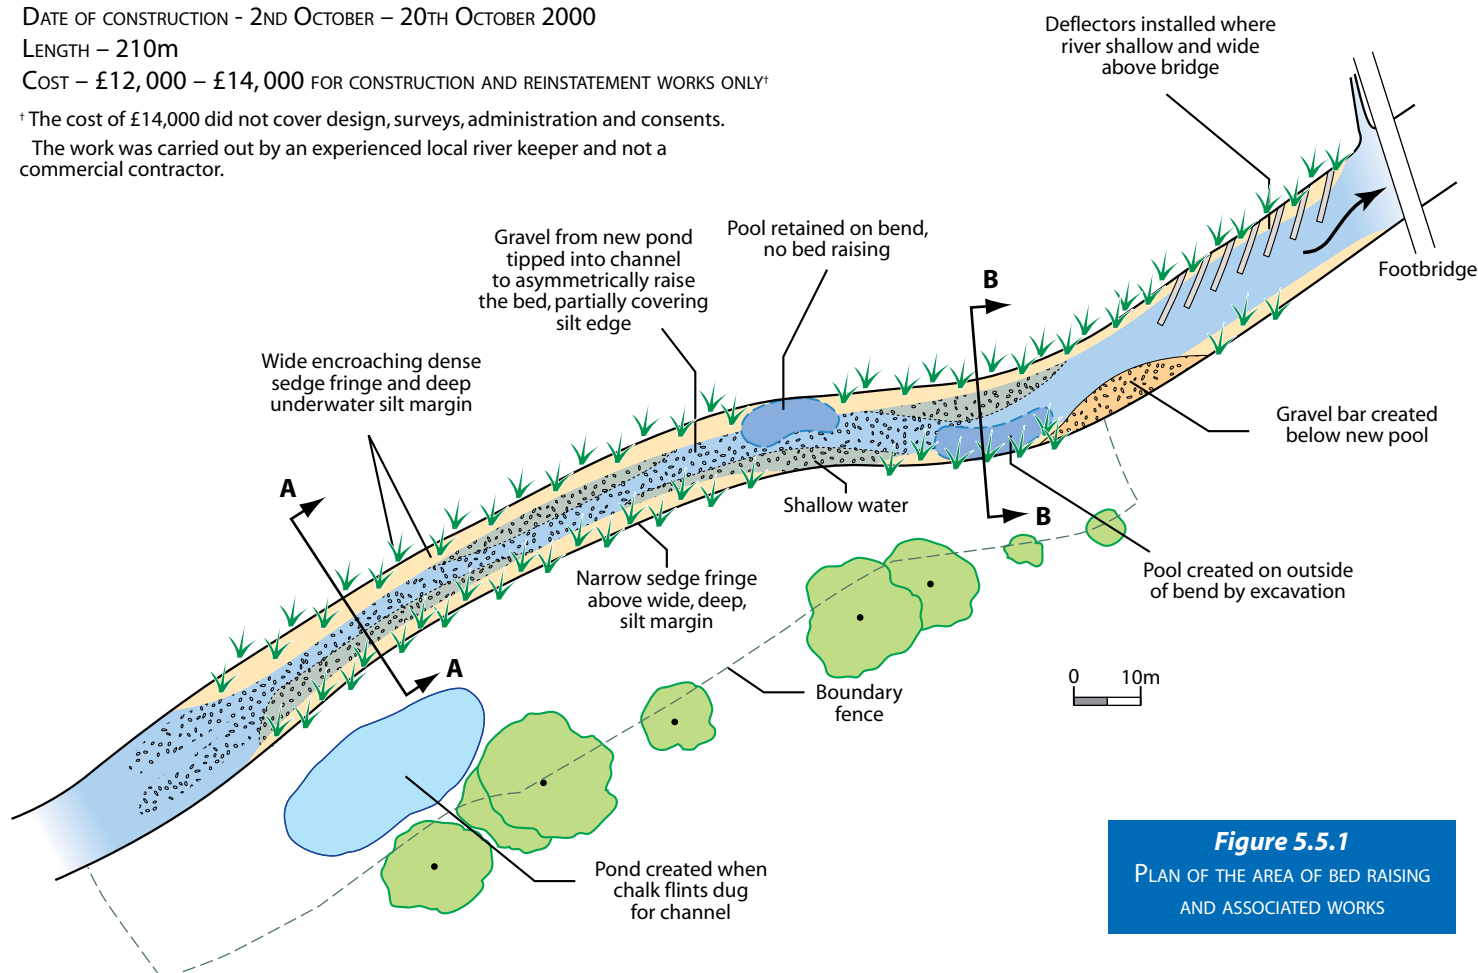 DATE OF CONSTRUCTION - 2ND OCTOBER – 20TH OCTOBER 2000
LENGTH – 210m
COST – £12,000 – £14,000 FOR CONSTRUCTION AND REINSTATEMENT WORKS ONLY†
† The cost of £14,000 did not cover design, surveys, administration and consents.
The work was carried out by an experienced local river keeper and not a
commercial contractor.
Deflectors installed where
river shallow and wide
above bridge
Footbridge
Pool retained on bend,
no bed raising
Gravel from new pond
tipped into channel
to asymmetrically raise
the bed, partially covering
silt edge
B
Wide encroaching dense
sedge fringe and deep
underwater silt margin
Gravel bar created
below new pool
A
Shallow water
B
Narrow sedge fringe
above wide, deep,
silt margin
Pool created on outside
of bend by excavation
A
0 10m
Boundary
fence
Pond created when
chalk flints dug
for channel
Figure 5.5.1
PLAN OF THE AREA OF BED RAISING
AND ASSOCIATED WORKS